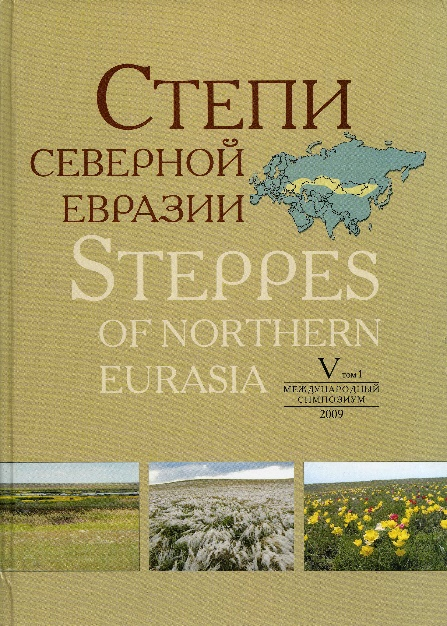 СТЕПИ
СЕВЕРНОЙ
ЕВРАЗИИ
STEPPES
OF NORTHERN
EURASIA
V том 1
МЕЖДУНАРОДНЫЙ
СИМПОЗИУМ
2009